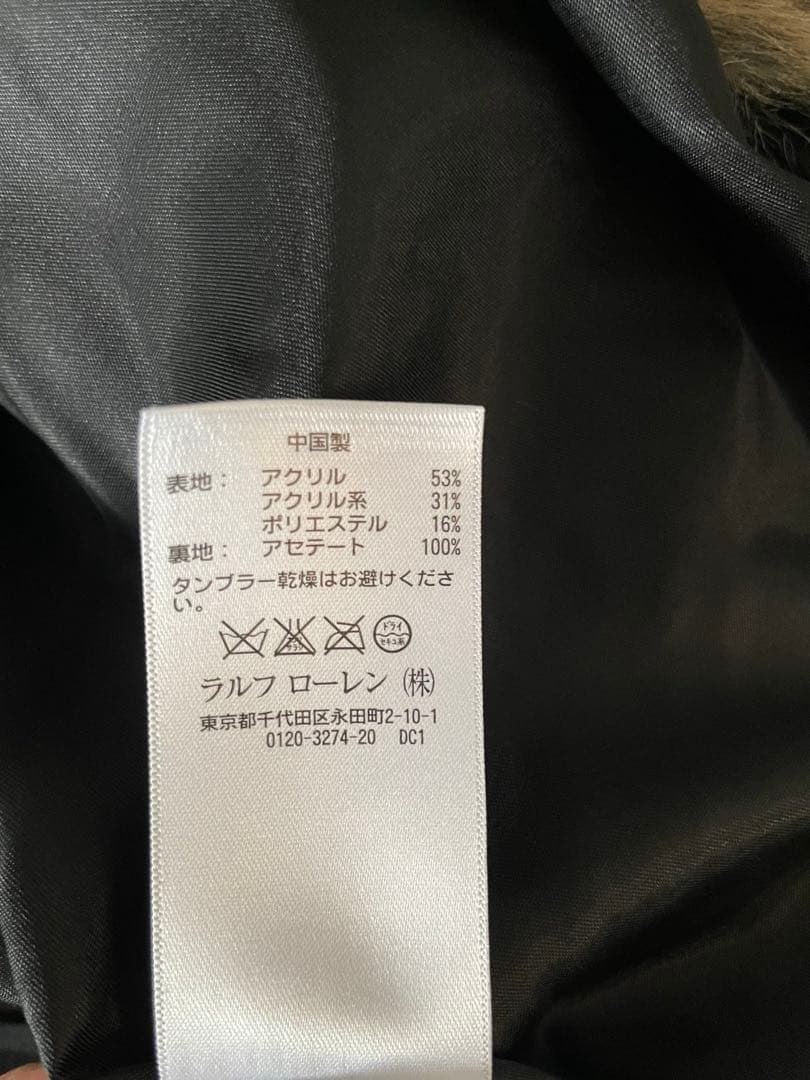 中国製
表地： アクリル 53%
アクリル系 31%
ポリエステル 16%
裏地： アセテート 100%
タンブラー乾燥はお避けくださ
い。
ドライ
セキユ系
ラルフ ローレン ㈱
東京都千代田区永田町2-10-1
0120-3274-20 DC1